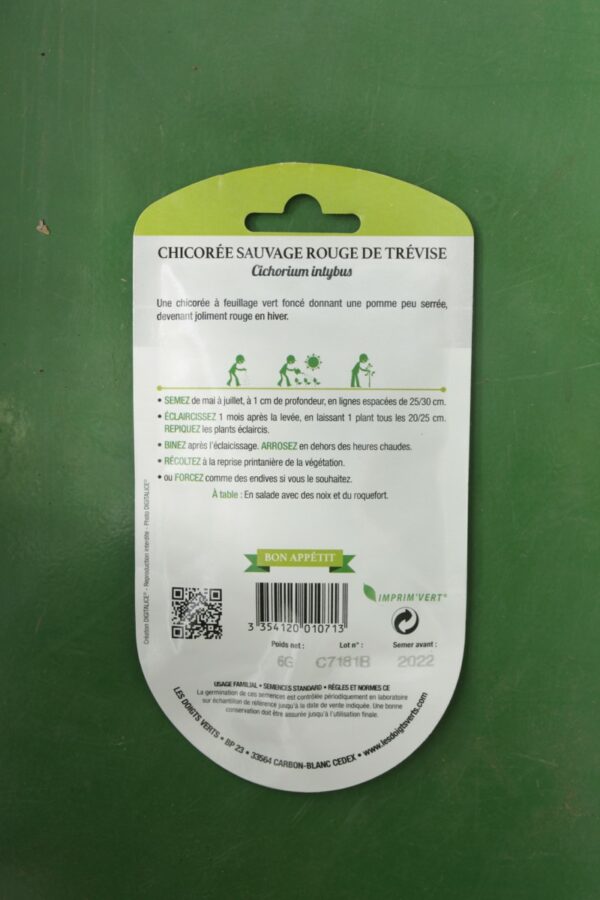 CHICORÉE SAUVAGE ROUGE DE TRÉVISE
Cichorium intybus
Une chicorée à feuillage vert foncé donnant une pomme peu serrée,
devenant joliment rouge en hiver.
• SEMEZ de mai à juillet, à 1 cm de profondeur, en lignes espacées de 25/30 cm.
• ÉCLAIRCISSEZ 1 mois après la levée, en laissant 1 plant tous les 20/25 cm.
REPIQUEZ les plants éclaircis.
• BINEZ après l'éclaicissage. ARROSEZ en dehors des heures chaudes.
• RÉCOLTEZ à la reprise printanière de la végétation.
• ou FORCEZ comme des endives si vous le souhaitez.
À table : En salade avec des noix et du roquefort.
Création DIGITALICE® - Reproduction interdite - Photo DIGITALICE®
BON APPÉTIT
IMPRIM'VERT®
3 354120 010713
Poids net : Lot n° : Semer avant :
6G C7181B 2022
USAGE FAMILIAL • SEMENCES STANDARD • RÈGLES ET NORMES CE
La germination de ces semences est contrôlée périodiquement en laboratoire
sur échantillon de référence jusqu'à la date de vente indiquée. Une bonne
conservation doit être assurée jusqu'à l'utilisation finale.
LES DOIGTS VERTS • BP 23 • 33564 CARBON-BLANC CEDEX • www.lesdoigtsverts.com